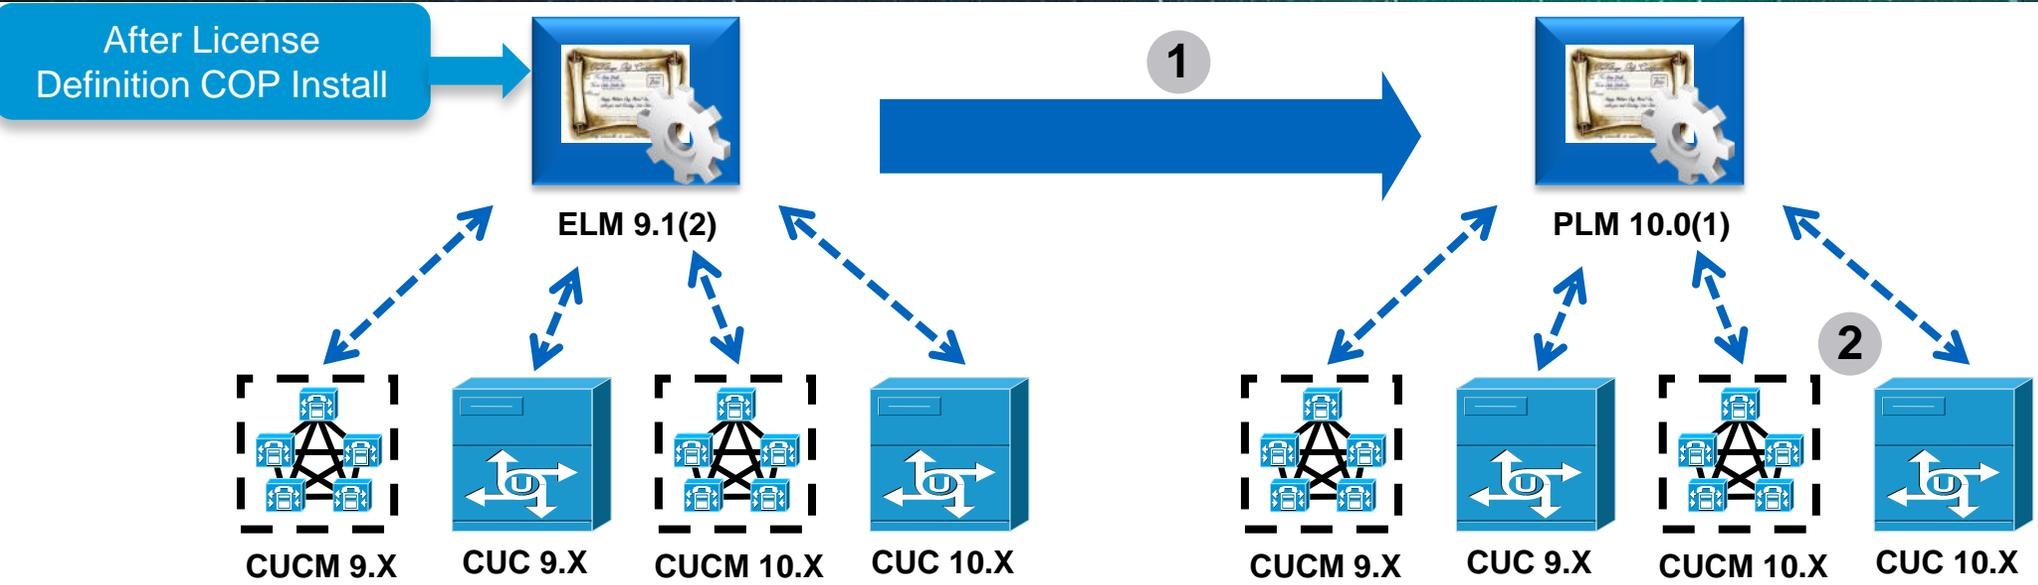 After License
Definition COP Install
1
ELM 9.1(2)
PLM 10.0(1)
2
CUCM 9.X
CUC 9.X
CUCM 10.X
CUC 10.X
CUCM 9.X
CUC 9.X
CUCM 10.X
CUC 10.X